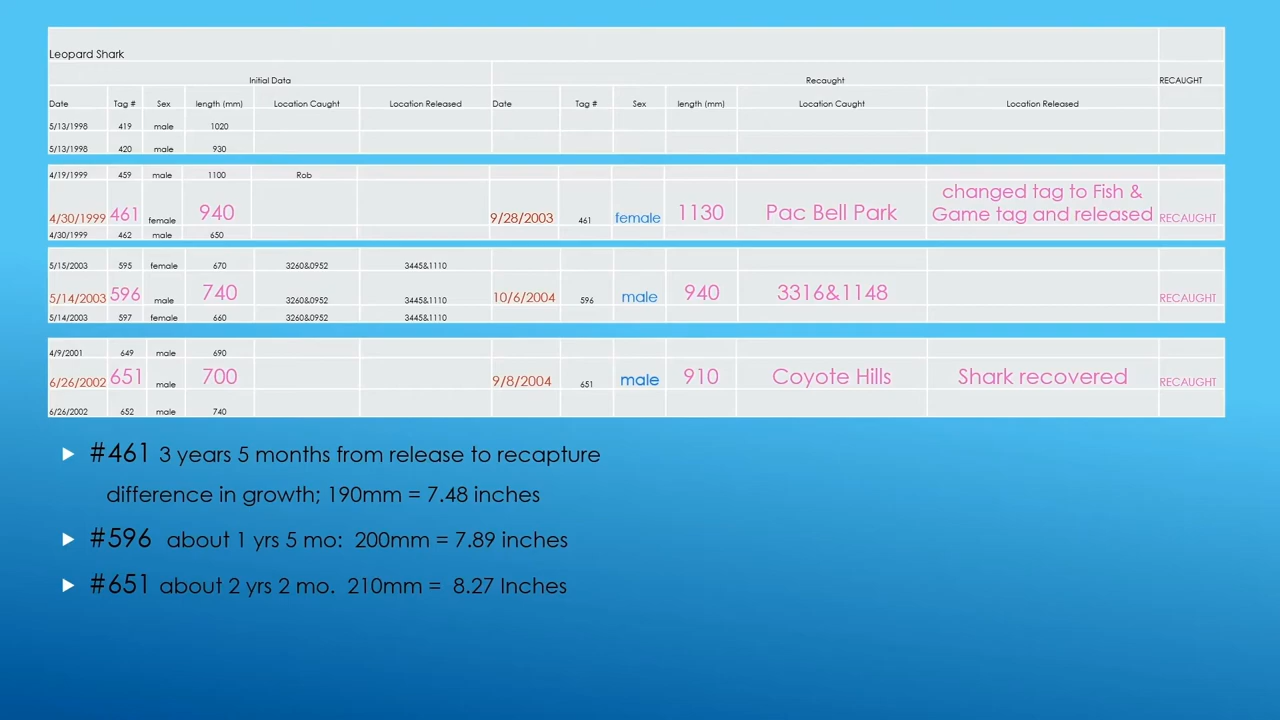 Leopard Shark
Initial Data Recaught RECAUGHT
Date Tag # Sex length (mm) Location Caught Location Released Date Tag # Sex length (mm) Location Caught Location Released
5/13/1998 419 male 1020
5/13/1998 420 male 930
4/19/1999 459 male 1100 Rob
changed tag to Fish &
4/30/1999 461 female 940 9/28/2003 461 female 1130 Pac Bell Park Game tag and released RECAUGHT
4/30/1999 462 male 650
5/15/2003 595 female 670 3260&0952 3445&1110
5/14/2003 596 male 740 3260&0952 3445&1110 10/6/2004 596 male 940 3316&1148 RECAUGHT
5/14/2003 597 female 660 3260&0952 3445&1110
4/9/2001 649 male 690
6/26/2002 651 male 700 9/8/2004 651 male 910 Coyote Hills Shark recovered RECAUGHT
6/26/2002 652 male 740
#461 3 years 5 months from release to recapture
difference in growth; 190mm = 7.48 inches
#596 about 1 yrs 5 mo: 200mm = 7.89 inches
#651 about 2 yrs 2 mo. 210mm = 8.27 Inches